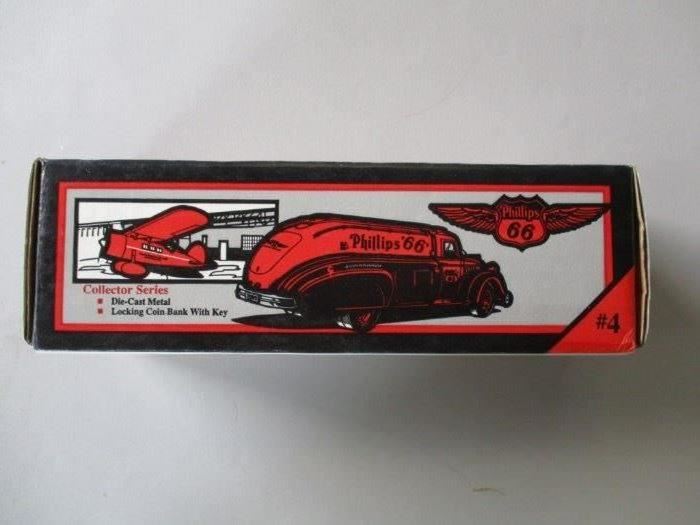 Collector Series
Die-Cast Metal
Locking Coin Bank With Key
Phillips "66"
Phillips
66
#4